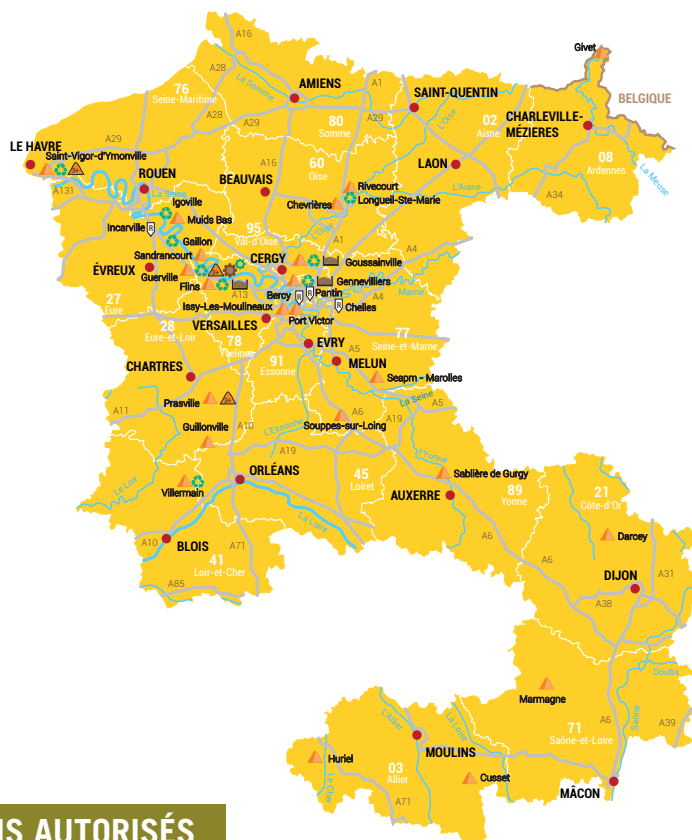 A16
Givet
A28
La Somme
AMIENS
A1
SAINT-QUENTIN
BELGIQUE
76
Seine-Maritime
80
Somme
L'Oise
02
Aisne
CHARLEVILLE-
MÉZIERES
A28
A29
A29
A29
LE HAVRE
Saint-Vigor-d'Ymonville
2+
ROUEN
A16
60
Oise
LAON
08
Ardennes
La Meuse
BEAUVAIS
Rivecourt
A131
La Seine
Chevrières
Longueil-Ste-Marie
L'Aisne
A34
Igoville
Muids Bas
Incarville
R
95
Val-d'Oise
L'Oise
Gaillon
A1
A4
Sandrancourt
CERGY
Goussainville
ÉVREUX
Guerville
Gennevilliers
Flins
A13
Bercy
R
Pantin
R
A4
Marne
27
Eure
Issy-Les-Moulineaux
Port Victor
R
Chelles
28
Eure-et-Loir
VERSAILLES
78
Yvelines
77
Seine-et-Marne
EVRY
A5
91
Essonne
MELUN
CHARTRES
Seapm - Marolles
Prasville
La Seine
A5
A11
A10
L'Essonne
A6
A19
Souppes-sur-Loing
Guillonville
A19
l'Yonne
Le Loir
ORLÉANS
45
Loiret
Sablière de Gurgy
Villermain
AUXERRE
89
Yonne
21
Côte-d'Or
La Loire
A10
BLOIS
A71
A6
Darcey
41
Loir-et-Cher
A6
A31
A85
DIJON
A38
Doubs
Marmagne
Saône
L'Allier
La Loire
A6
A39
71
Saône-et-Loire
MOULINS
Huriel
03
Allier
Cusset
Le Cher
MÂCON
A71
NS AUTORISÉS